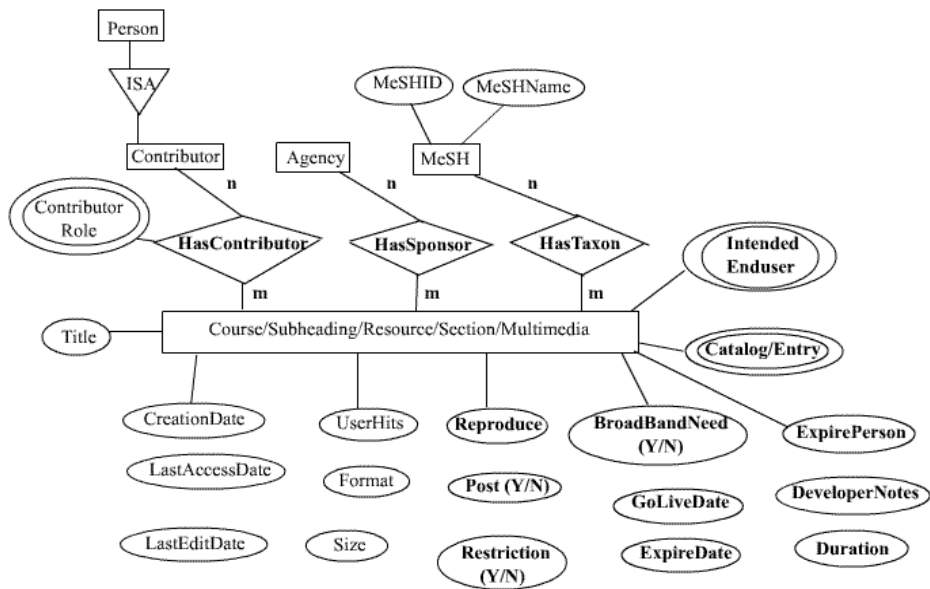 Person
ISA
MeSHID
MeSHName
Contributor
Agency
MeSH
n
n
n
Contributor
Role
HasContributor
HasSponsor
HasTaxon
Intended
Enduser
m
m
m
Title
Course/Subheading/Resource/Section/Multimedia
Catalog/Entry
CreationDate
UserHits
Reproduce
BroadBandNeed
(Y/N)
ExpirePerson
LastAccessDate
Format
Post (Y/N)
GoLiveDate
DeveloperNotes
LastEditDate
Size
Restriction
(Y/N)
ExpireDate
Duration